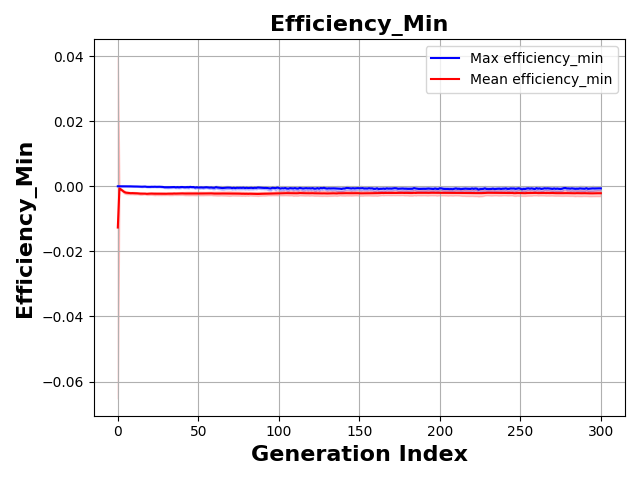 Efficiency_Min
Max efficiency_min
Mean efficiency_min
Efficiency_Min
0.04
0.02
0.00
−0.02
−0.04
−0.06
0 50 100 150 200 250 300
Generation Index